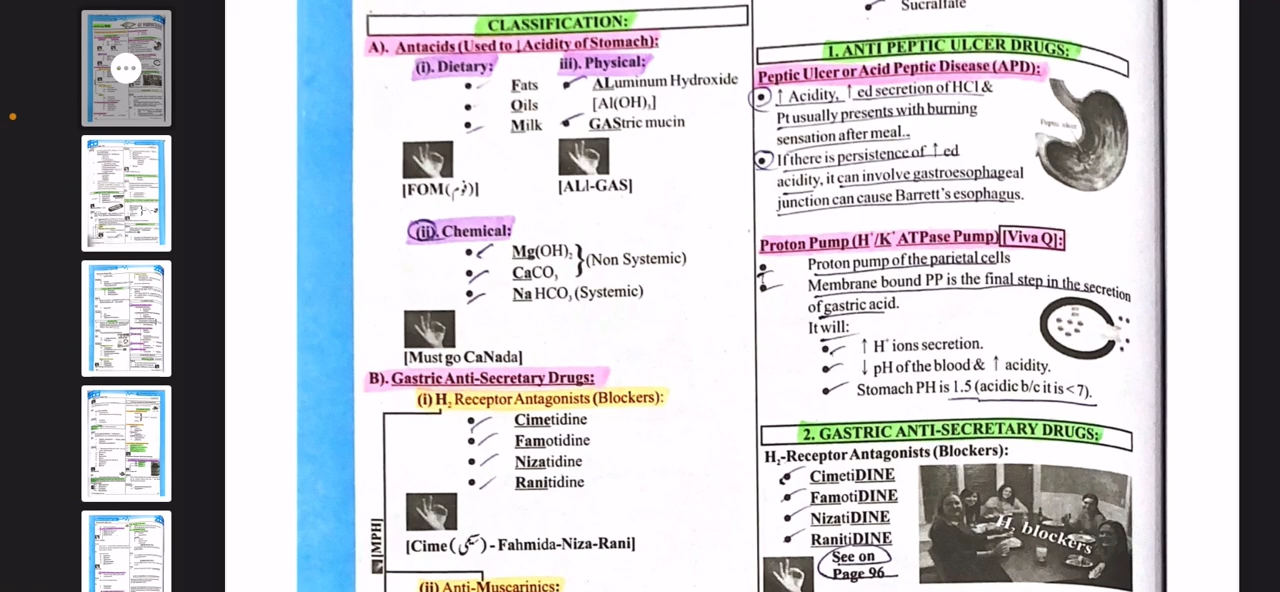 CLASSIFICATION:
A). Antacids (Used to ↓Acidity of Stomach):
(i). Dietary:
Fats
Oils
Milk
[FOM(فوم)]
iii). Physical:
ALuminum Hydroxide
[Al(OH)₃]
GAStric mucin
[ALl-GAS]
(ii). Chemical:
Mg(OH)₂
CaCO₃
(Non Systemic)
Na HCO₃ (Systemic)
[Must go CaNada]
B). Gastric Anti-Secretary Drugs:
(i) H₂ Receptor Antagonists (Blockers):
Cimetidine
Famotidine
Nizatidine
Ranitidine
[MPH]
[Cime - Fahmida-Niza-Rani]
(ii) Anti-Muscarinics:
Sucralfate
1. ANTI PEPTIC ULCER DRUGS:
Peptic Ulcer or Acid Peptic Disease (APD):
↑ Acidity, ↑ ed secretion of HCl &
Pt usually presents with burning
sensation after meal..
If there is persistence of ↑ ed
acidity, it can involve gastroesophageal
junction can cause Barrett's esophagus.
Peptic ulcer
Proton Pump (H⁺/K⁺ ATPase Pump) [Viva Q]:
Proton pump of the parietal cells
Membrane bound PP is the final step in the secretion
of gastric acid.
It will:
↑ H⁺ ions secretion.
↓ pH of the blood & ↑ acidity.
Stomach PH is 1.5 (acidic b/c it is <7).
2. GASTRIC ANTI-SECRETARY DRUGS:
H₂-Receptor Antagonists (Blockers):
CimetiDINE
FamotiDINE
NizatiDINE
RanitiDINE
See on
Page 96
H₂ blockers